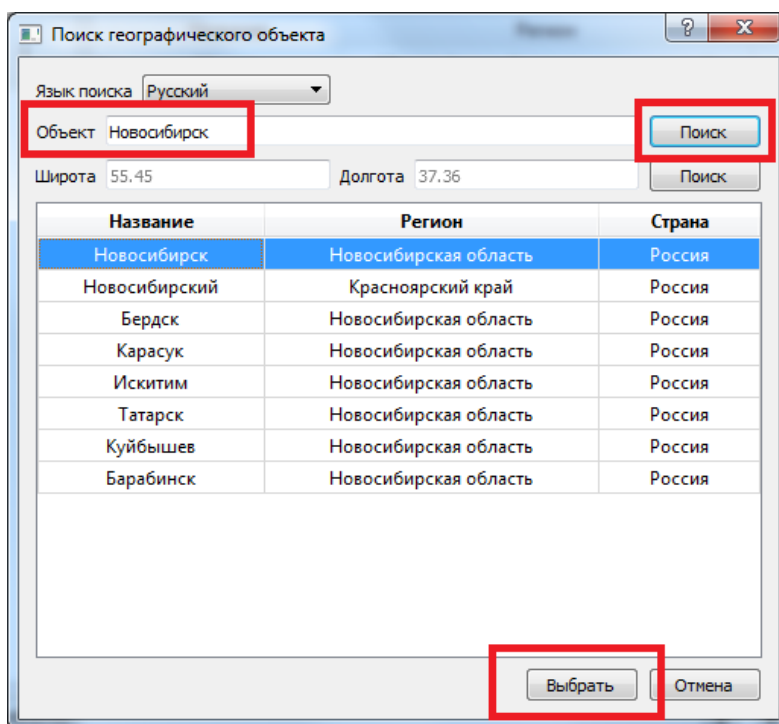 Поиск географического объекта
Язык поиска Русский
Объект Новосибирск Поиск
Широта 55.45 Долгота 37.36 Поиск
Название Регион Страна
Новосибирск Новосибирская область Россия
Новосибирский Красноярский край Россия
Бердск Новосибирская область Россия
Карасук Новосибирская область Россия
Искитим Новосибирская область Россия
Татарск Новосибирская область Россия
Куйбышев Новосибирская область Россия
Барабинск Новосибирская область Россия
Выбрать Отмена